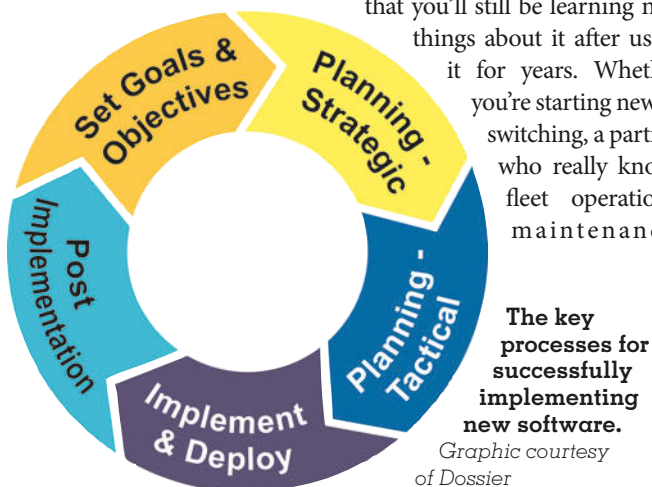 that you'll still be learning
things about it after
it for years.
you're starting
switching, a
who really
fleet
Set Goals &
Objectives
Planning -
Strategic
Planning -
Tactical
Implement
& Deploy
Post
Implementation
The key
processes for
successfully
implementing
new software.
Graphic courtesy
of Dossier